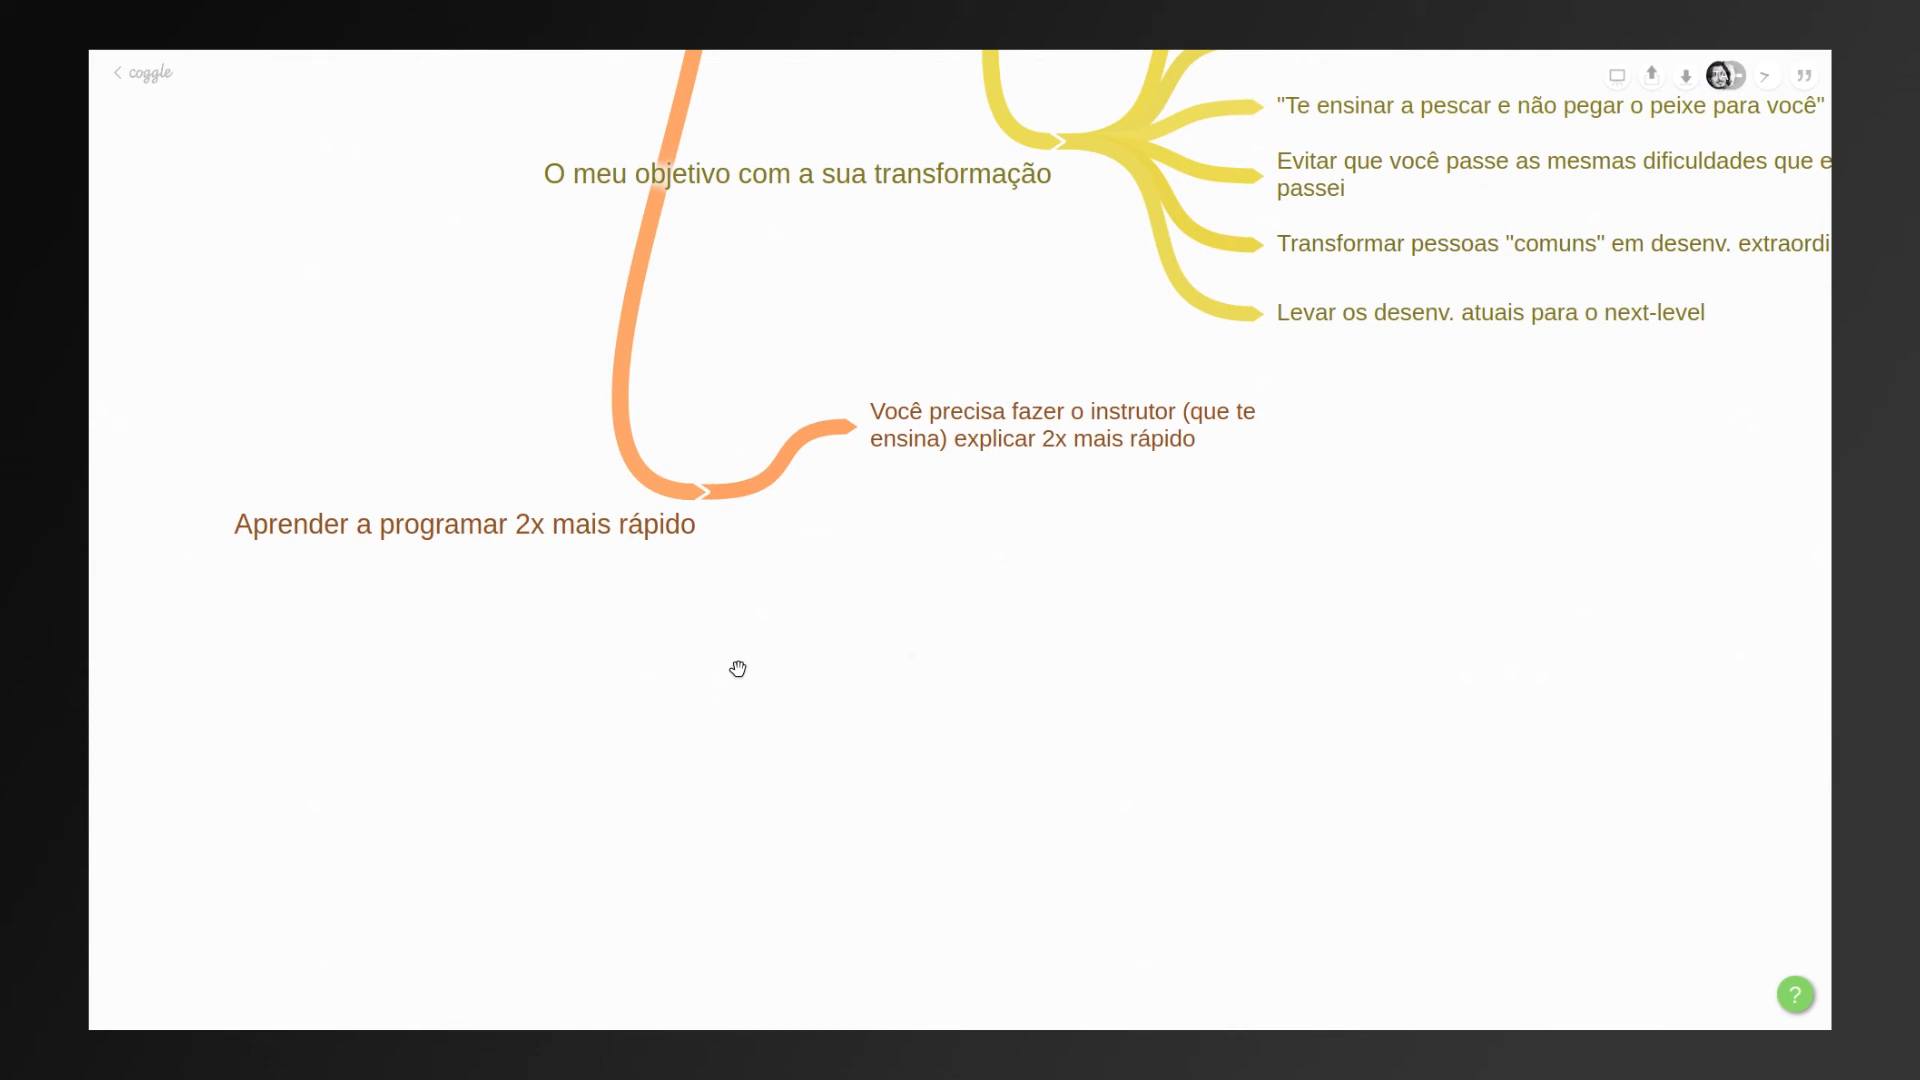 coggle
"Te ensinar a pescar e não pegar o peixe para você"
Evitar que você passe as mesmas dificuldades que e
passei
O meu objetivo com a sua transformação
Transformar pessoas "comuns" em desenv. extraordi
Levar os desenv. atuais para o next-level
Você precisa fazer o instrutor (que te
ensina) explicar 2x mais rápido
Aprender a programar 2x mais rápido
?